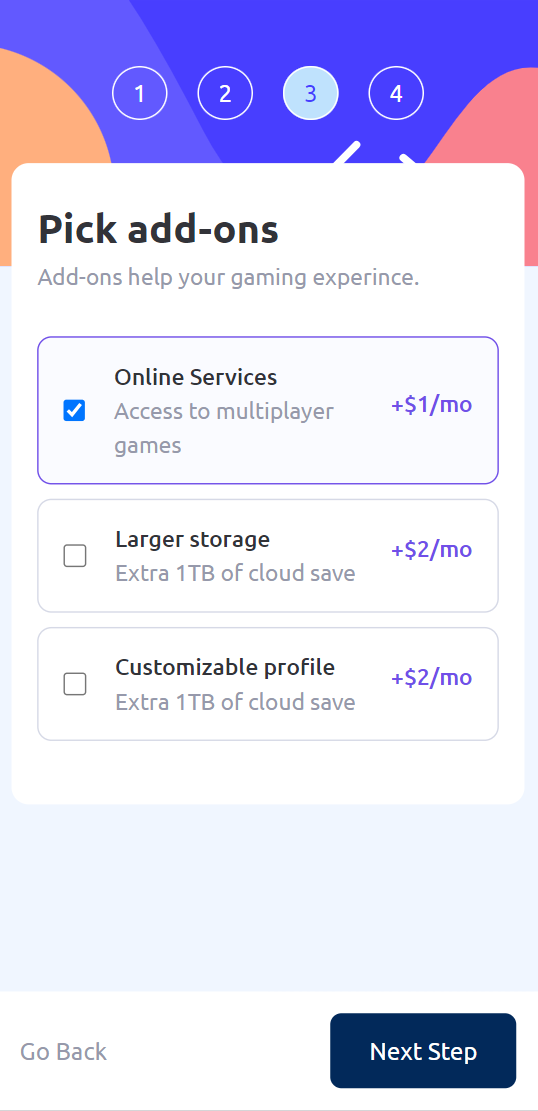 1 2 3 4
Pick add-ons
Add-ons help your gaming experince.
Online Services
Access to multiplayer
games
+$1/mo
Larger storage
Extra 1TB of cloud save
+$2/mo
Customizable profile
Extra 1TB of cloud save
+$2/mo
Go Back
Next Step